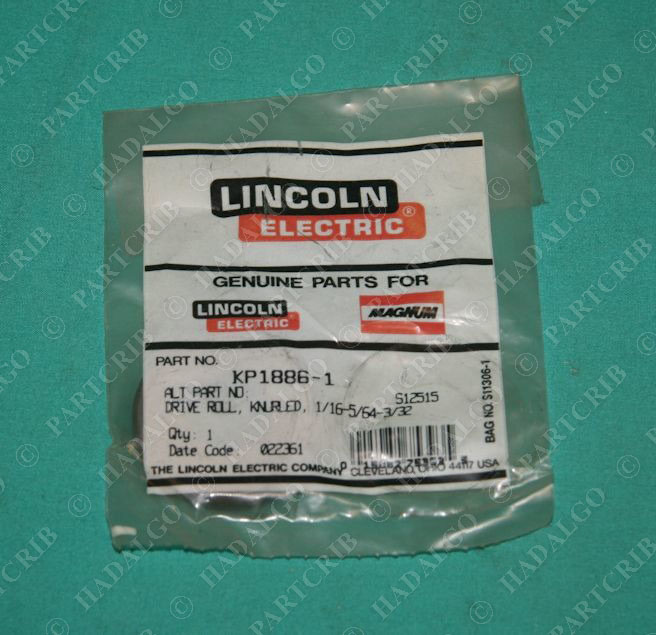 LINCOLN
ELECTRIC®
GENUINE PARTS FOR
LINCOLN
ELECTRIC
MAGNUM
PART NO. KP1886-1
ALT PART NO: S12515
DRIVE ROLL, KNURLED, 1/16-5/64-3/32
Qty: 1
Date Code: 022361
THE LINCOLN ELECTRIC COMPANY CLEVELAND, OHIO 44117 USA
BAG NO. S11306-1
© PARTCRIB
© HADALGO